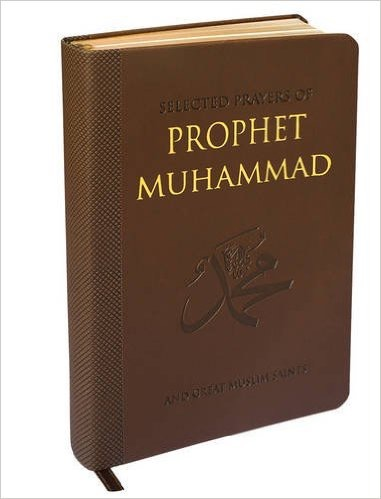 SELECTED PRAYERS OF
PROPHET
MUHAMMAD
محمد
AND GREAT MUSLIM SAINTS